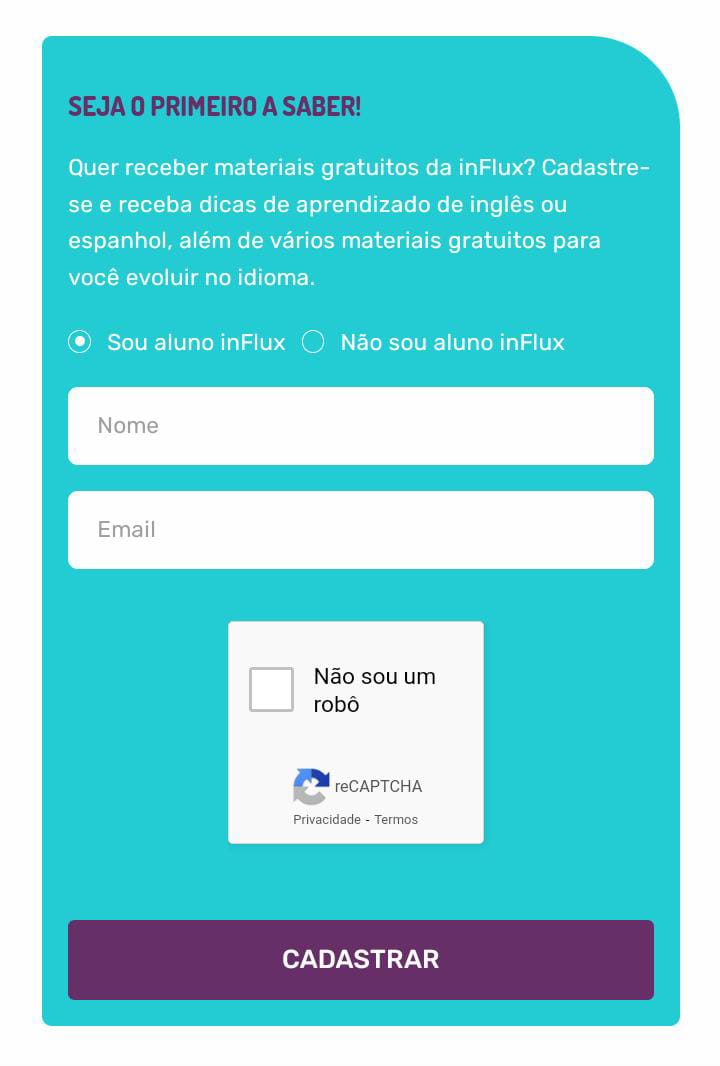 SEJA O PRIMEIRO A SABER!
Quer receber materiais gratuitos da inFlux? Cadastre-
se e receba dicas de aprendizado de inglês ou
espanhol, além de vários materiais gratuitos para
você evoluir no idioma.
Sou aluno inFlux Não sou aluno inFlux
Nome
Email
Não sou um
robô
reCAPTCHA
Privacidade - Termos
CADASTRAR